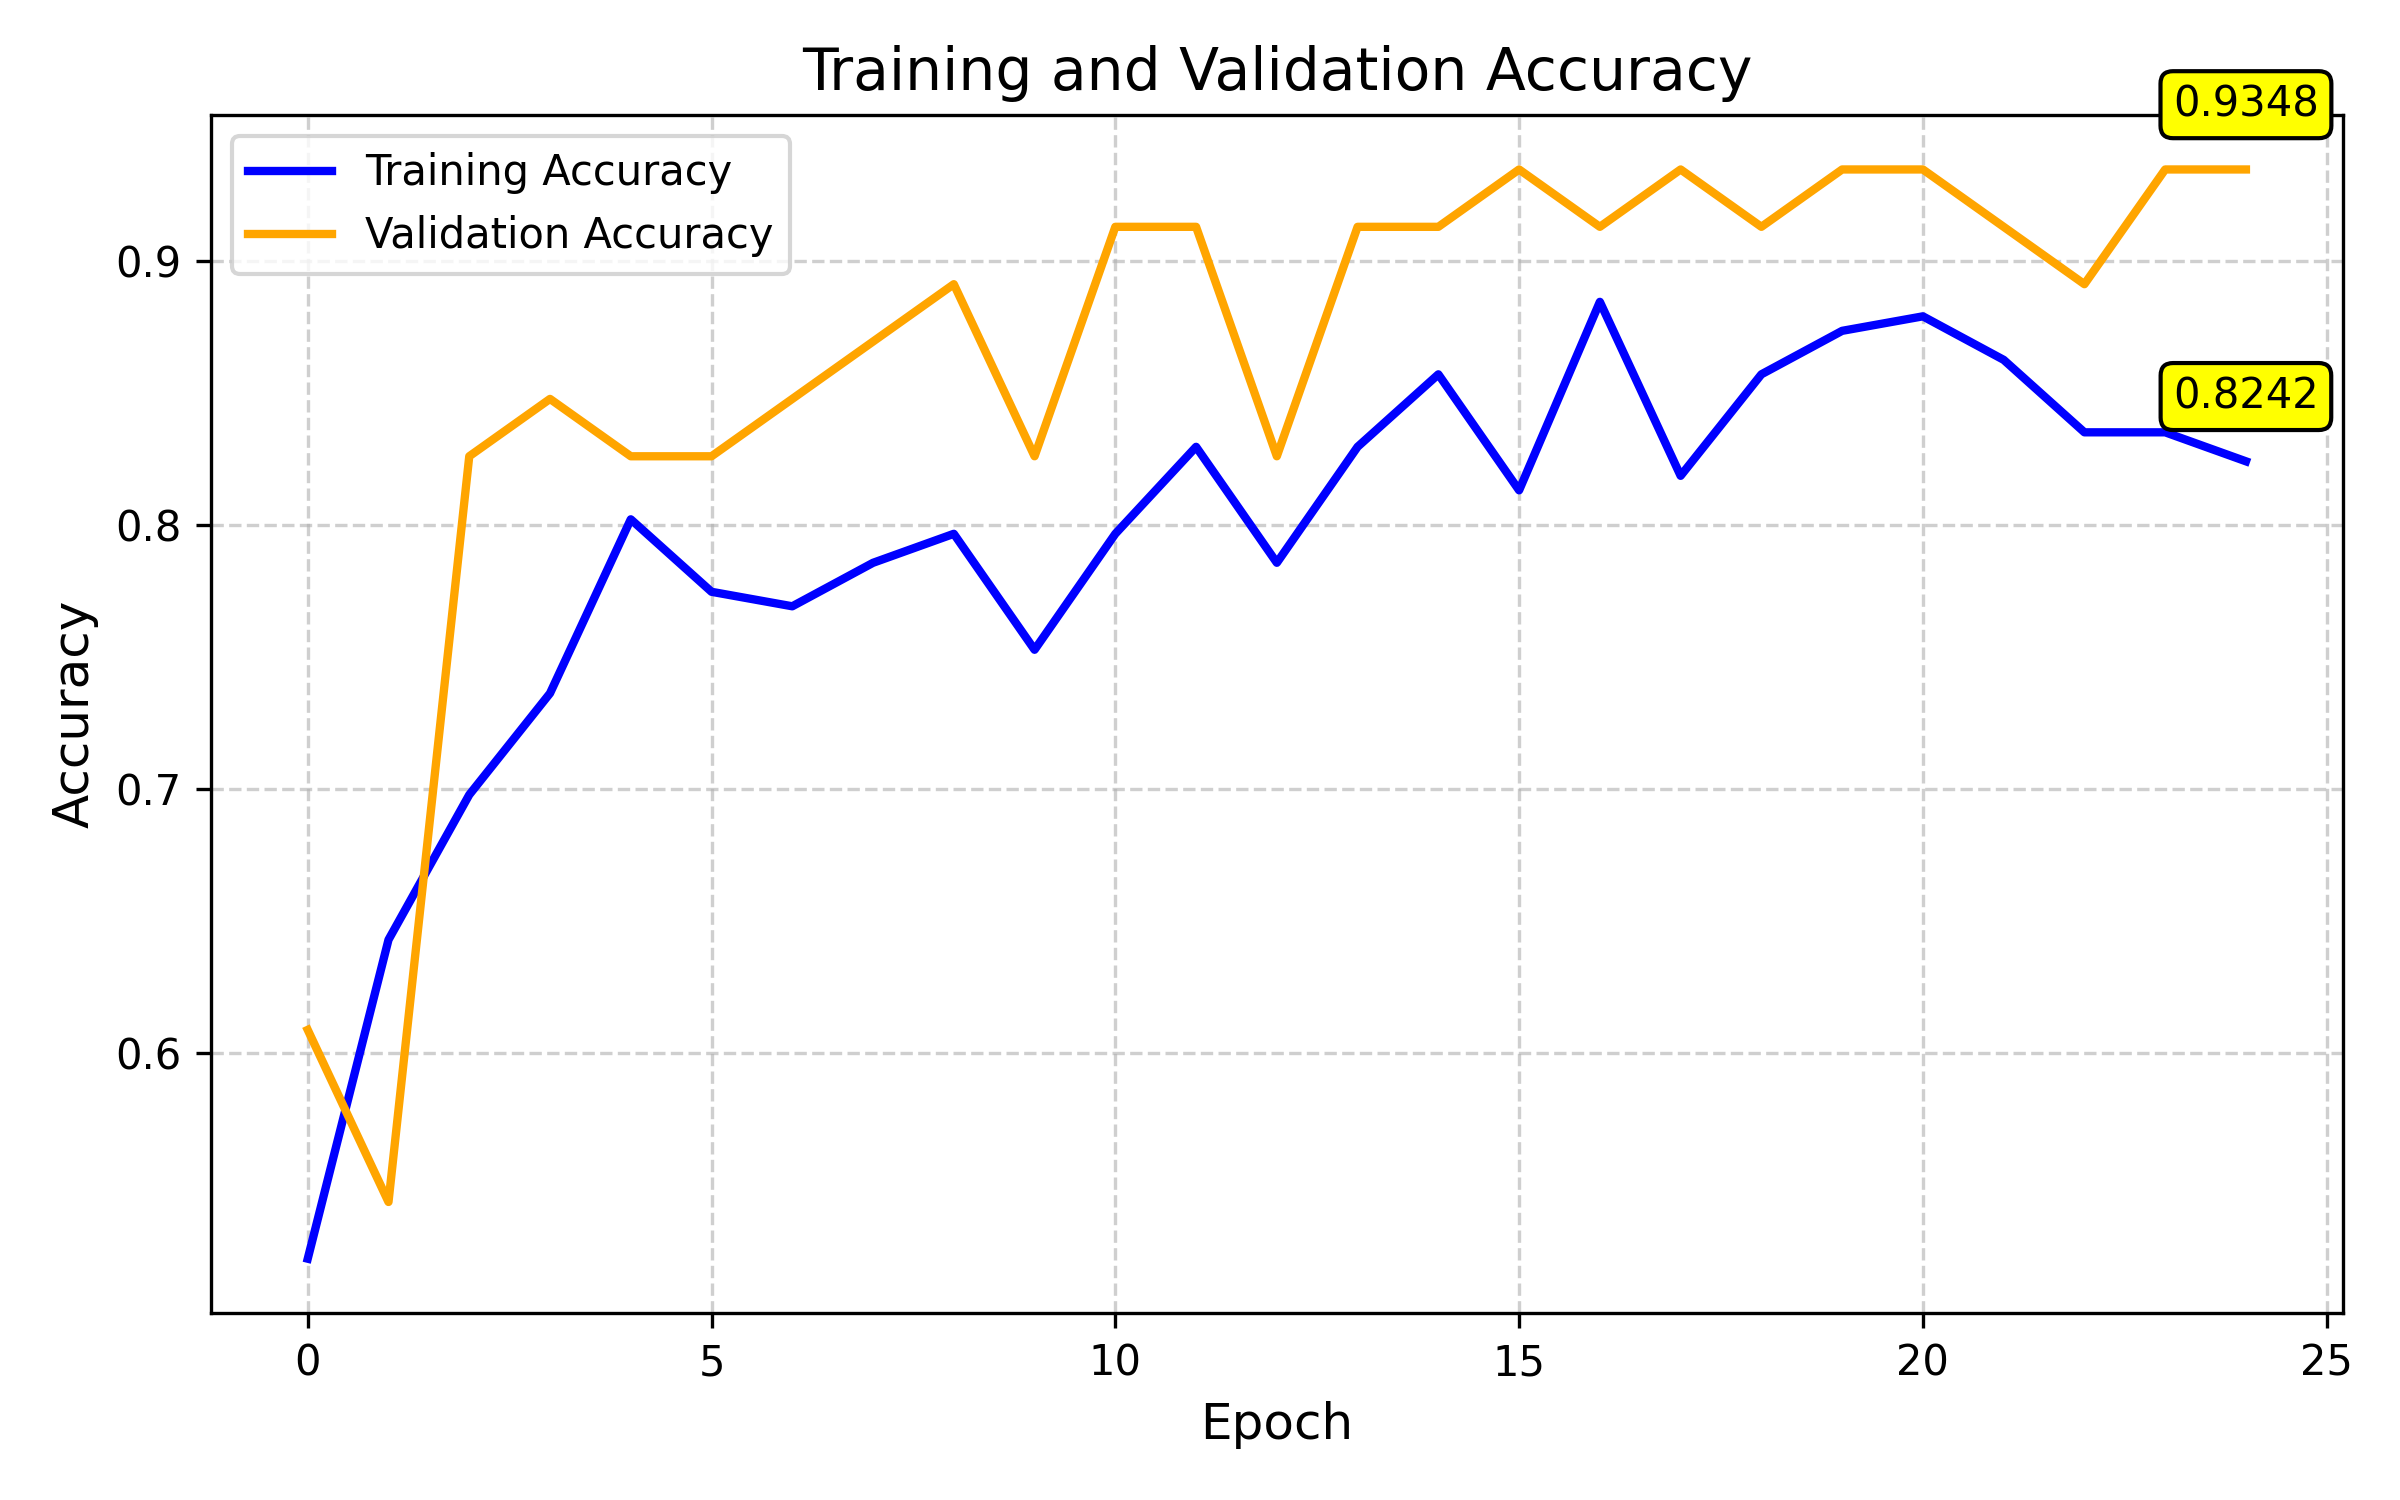 Training and Validation Accuracy
0.9348
Training Accuracy
Validation Accuracy
0.9
0.8242
0.8
0.7
0.6
Accuracy
0
5
10
15
20
25
Epoch